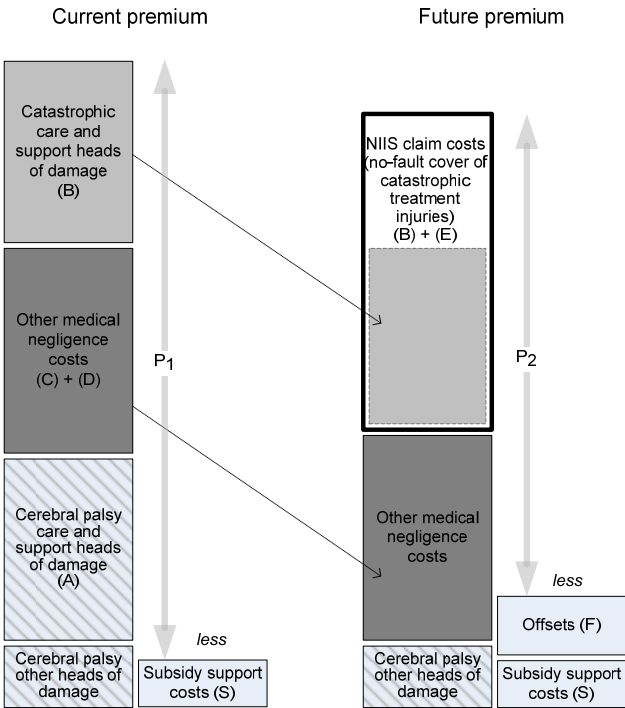 Current premium
Catastrophic
care and
support heads
of damage
(B)
Other medical
negligence
costs
(C) + (D)
Cerebral palsy
care and
support heads
of damage
(A)
Cerebral palsy
other heads of
damage
P1
less
Subsidy support
costs (S)
Future premium
NIIS claim costs
(no-fault cover of
catastrophic
treatment
injuries)
(B) + (E)
Other medical
negligence
costs
Cerebral palsy
other heads of
damage
P2
less
Offsets (F)
Subsidy support
costs (S)